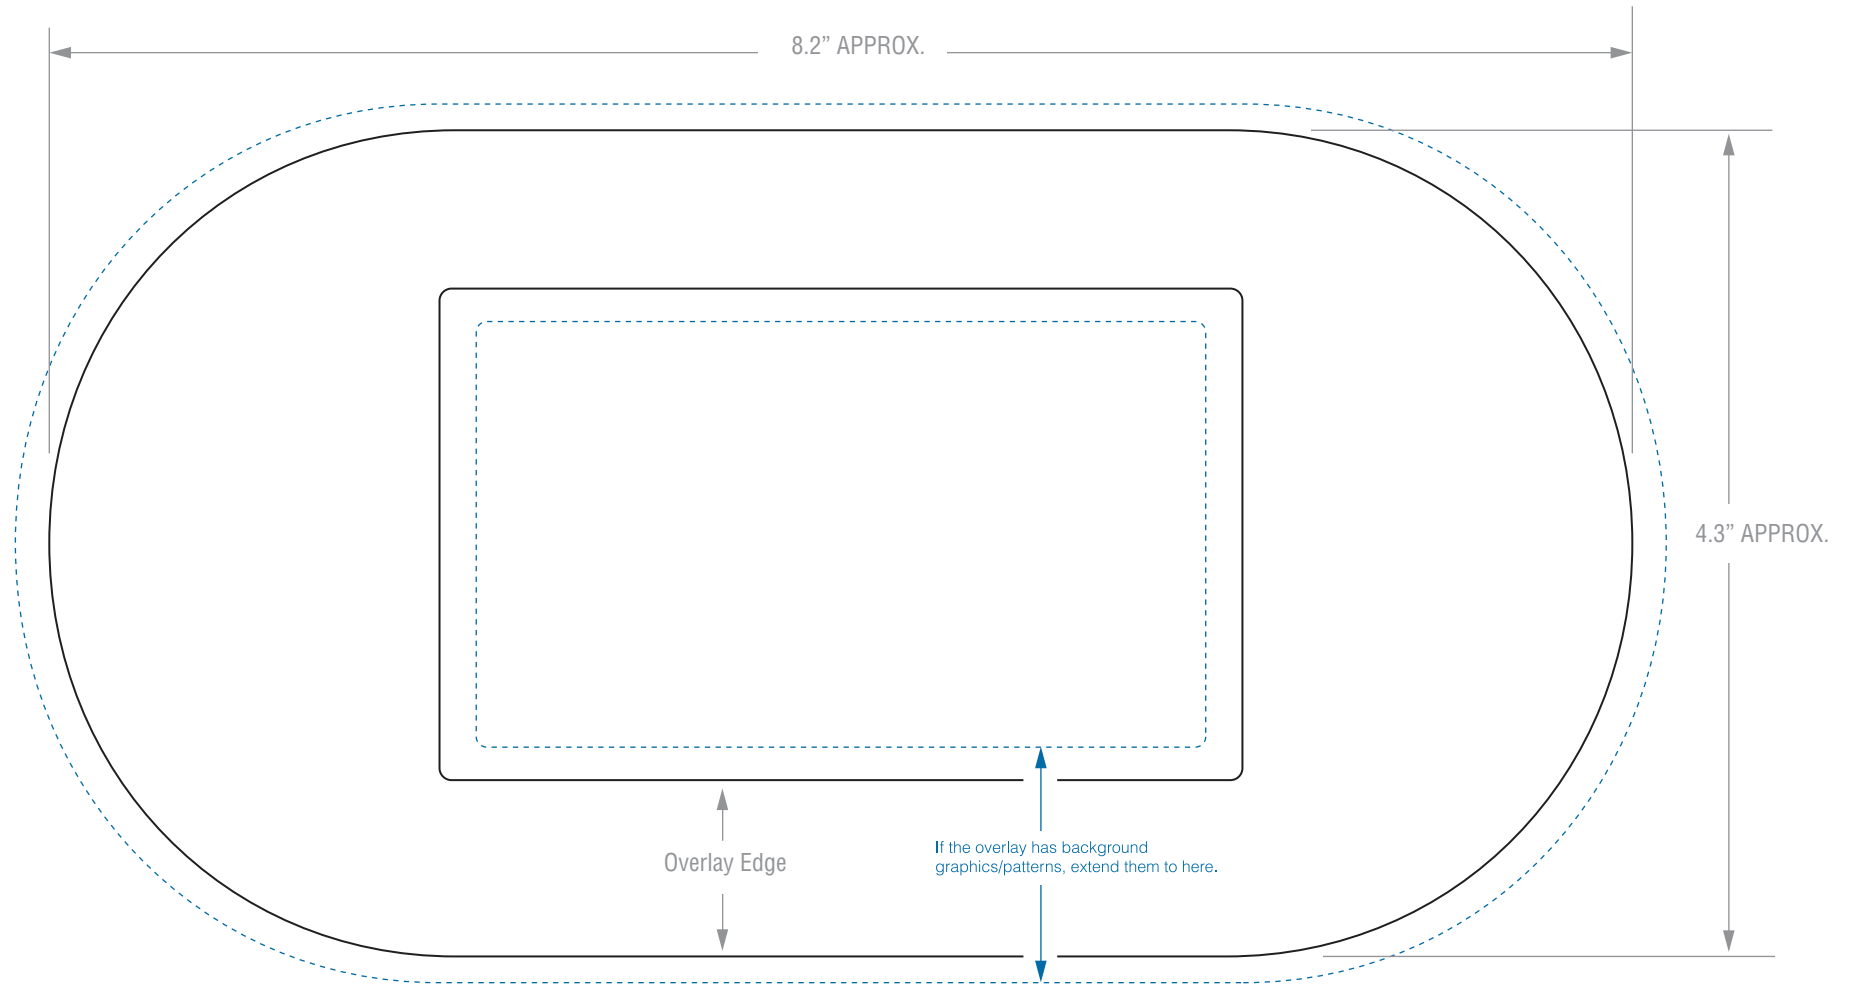 8.2” APPROX.
4.3” APPROX.
Overlay Edge
If the overlay has background
graphics/patterns, extend them to here.